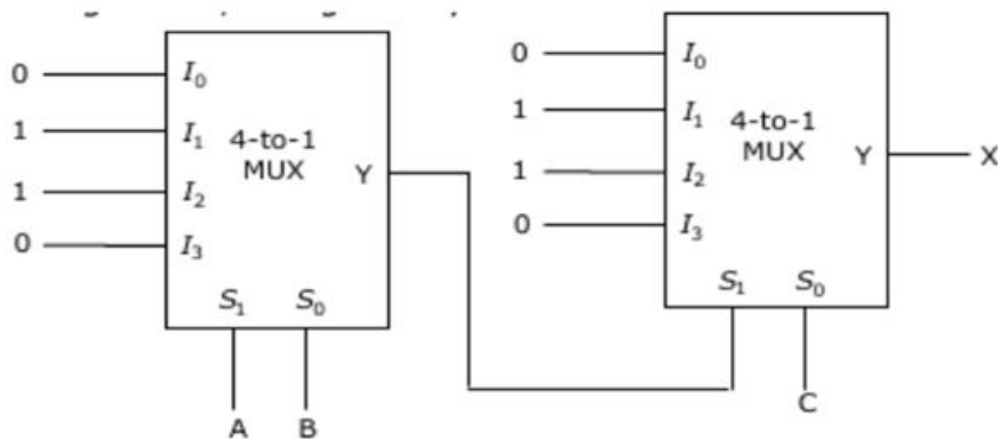 0 I₀
1 I₁
1 I₂
0 I₃
4-to-1
MUX
Y
S₁ S₀
A B
0 I₀
1 I₁
1 I₂
0 I₃
4-to-1
MUX
Y X
S₁ S₀
C